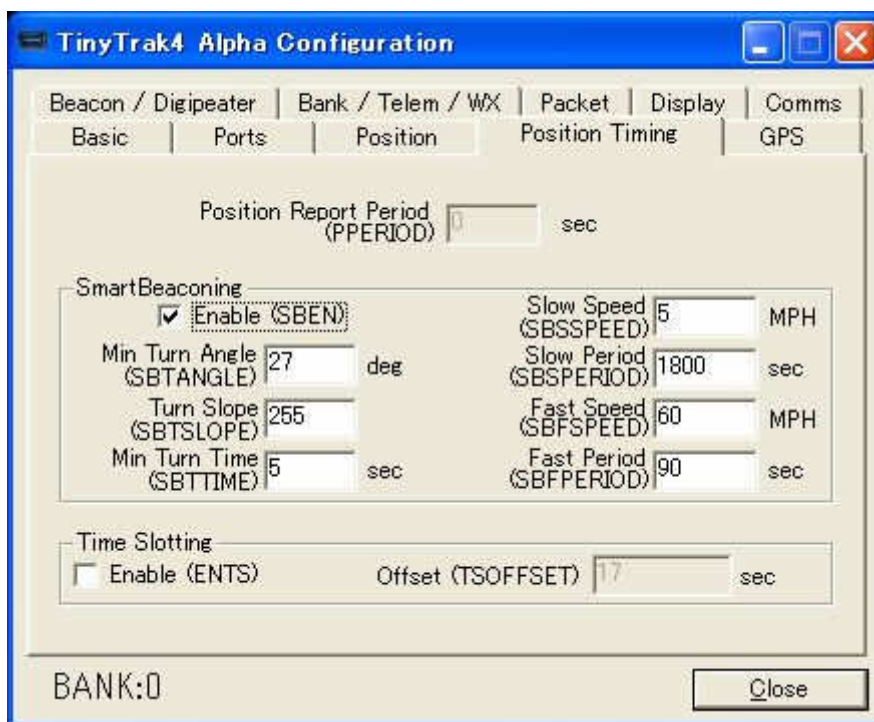 TinyTrak4 Alpha Configuration
Beacon / Digipeater Bank / Telem / WX Packet Display Comms
Basic Ports Position Position Timing GPS
Position Report Period
(PPERIOD) 0 sec
SmartBeaconing
Enable (SBEN)
Slow Speed
(SBSSPEED) 5 MPH
Min Turn Angle
(SBTANGLE) 27 deg
Slow Period
(SBSPERIOD) 1800 sec
Turn Slope
(SBTSLOPE) 255
Fast Speed
(SBFSPEED) 60 MPH
Min Turn Time
(SBTTIME) 5 sec
Fast Period
(SBFPERIOD) 90 sec
Time Slotting
Enable (ENTS) Offset (TSOFFSET) 17 sec
BANK:0 Close